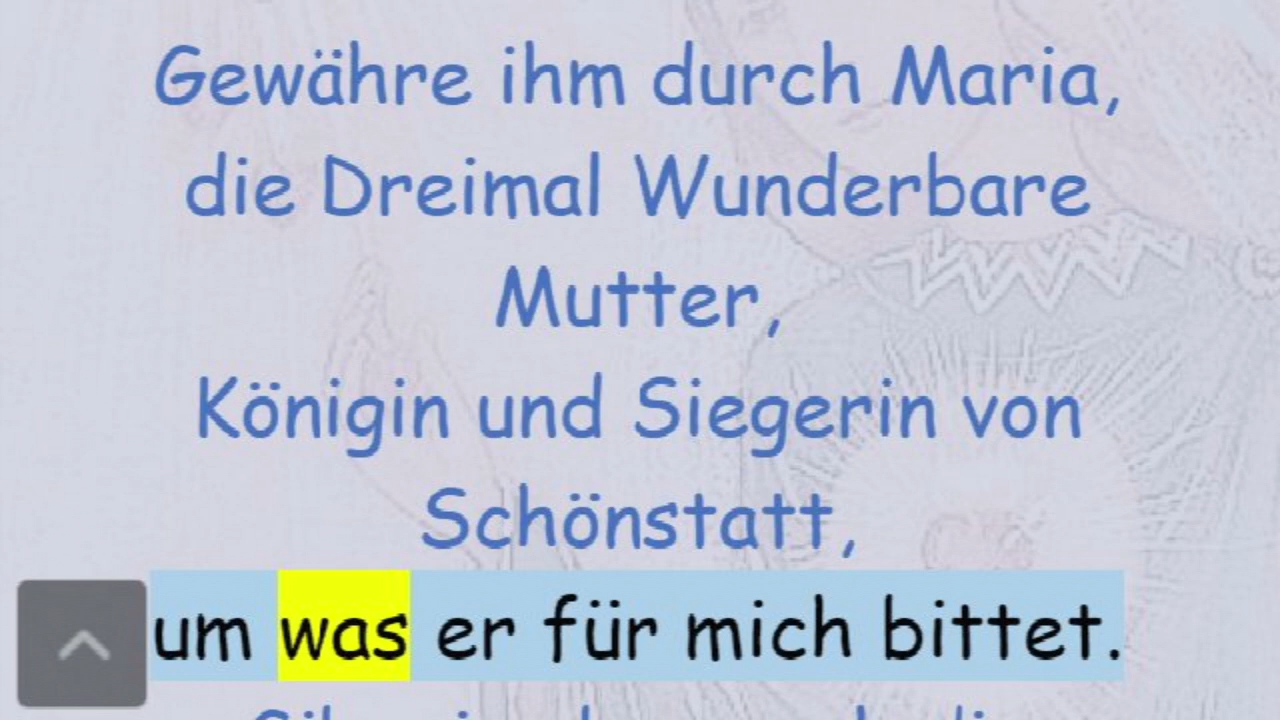 Gewähre ihm durch Maria,
die Dreimal Wunderbare
Mutter,
Königin und Siegerin von
Schönstatt,
um was er für mich bittet.